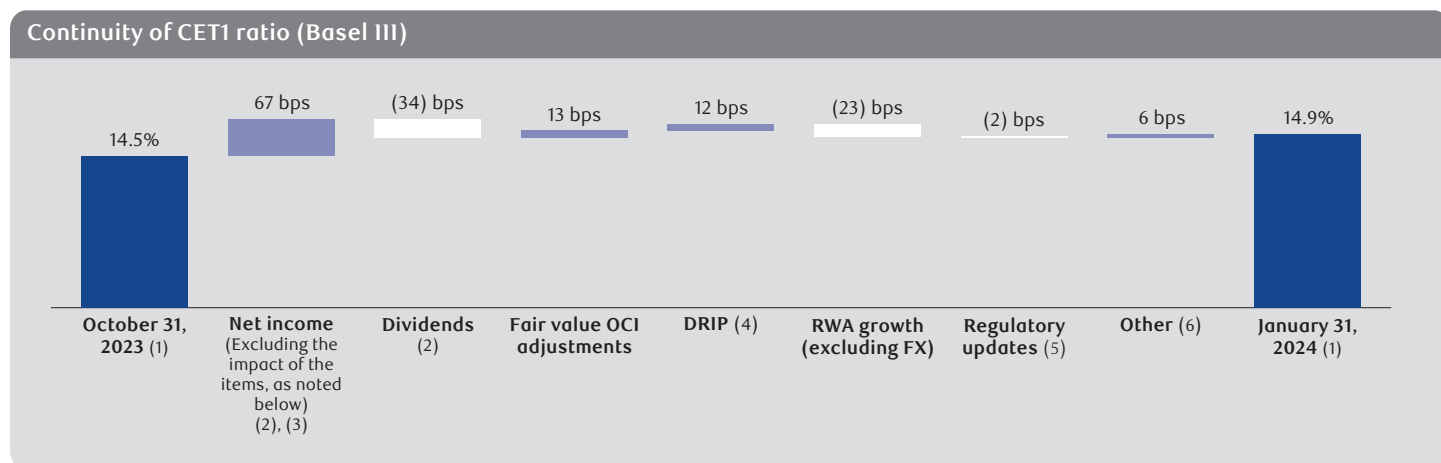 Continuity of CET1 ratio (Basel III)
14.5%
67 bps
(34) bps
13 bps
12 bps
(23) bps
(2) bps
6 bps
14.9%
October 31,
2023 (1)
Net income
(Excluding the
impact of the
items, as noted
below)
(2), (3)
Dividends
(2)
Fair value OCI
adjustments
DRIP (4)
RWA growth
(excluding FX)
Regulatory
updates (5)
Other (6)
January 31,
2024 (1)